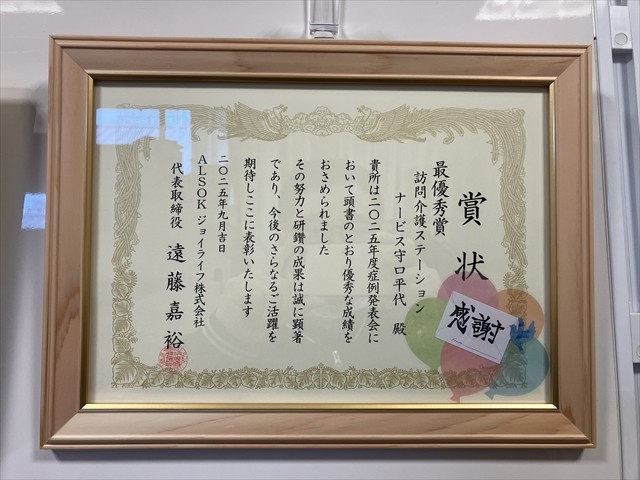 賞状
最優秀賞
訪問介護ステーション
ナービス守口平代 殿
貴所は二〇二五年度症例発表会に
おいて頭書のとおり優秀な成績を
おさめられました
その努力と研鑽の成果は誠に顕著
であり、今後のさらなるご活躍を
期待しここに表彰いたします
二〇二五年九月吉日
ALSOK ジョイライフ株式会社
代表取締役 遠藤嘉裕
感謝